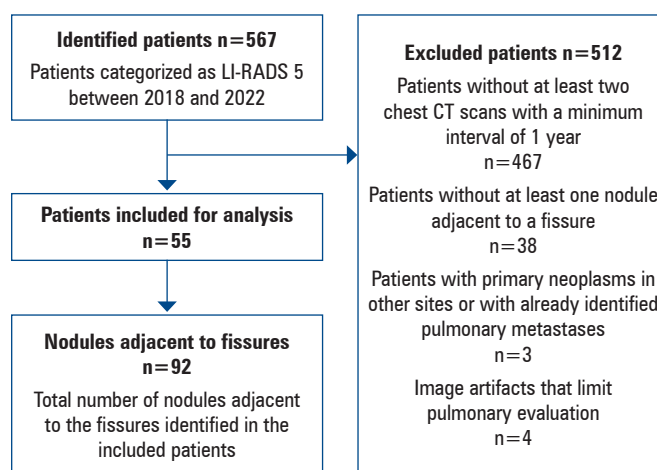 Identified patients n=567
Patients categorized as LI-RADS 5
between 2018 and 2022
Patients included for analysis
n=55
Nodules adjacent to fissures
n=92
Total number of nodules adjacent
to the fissures identified in the
included patients
Excluded patients n=512
Patients without at least two
chest CT scans with a minimum
interval of 1 year
n=467
Patients without at least one nodule
adjacent to a fissure
n=38
Patients with primary neoplasms in
other sites or with already identified
pulmonary metastases
n=3
Image artifacts that limit
pulmonary evaluation
n=4